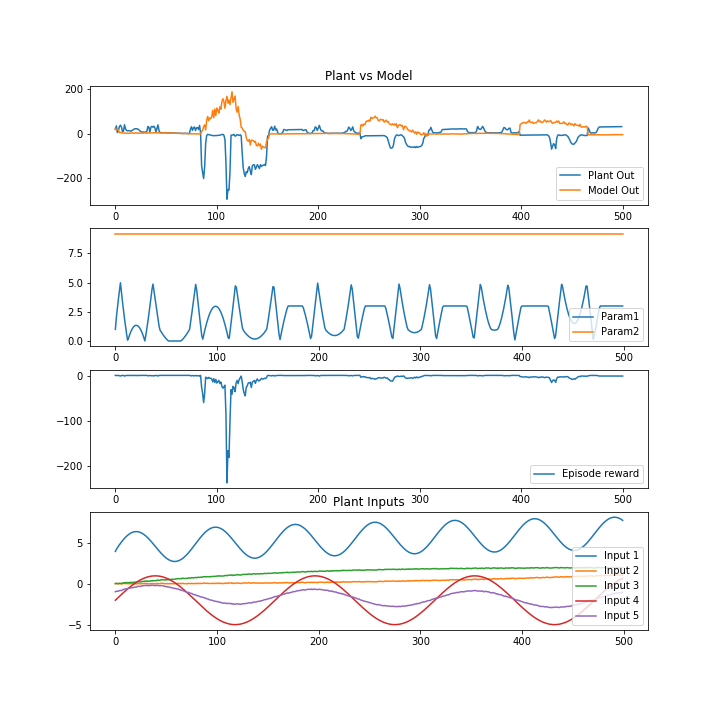 Plant vs Model
200
0
−200
Plant Out
Model Out
0 100 200 300 400 500
7.5
5.0
2.5
0.0
Param1
Param2
0 100 200 300 400 500
0
−100
−200
Episode reward
0 100 200 300 400 500
Plant Inputs
5
0
−5
Input 1
Input 2
Input 3
Input 4
Input 5
0 100 200 300 400 500